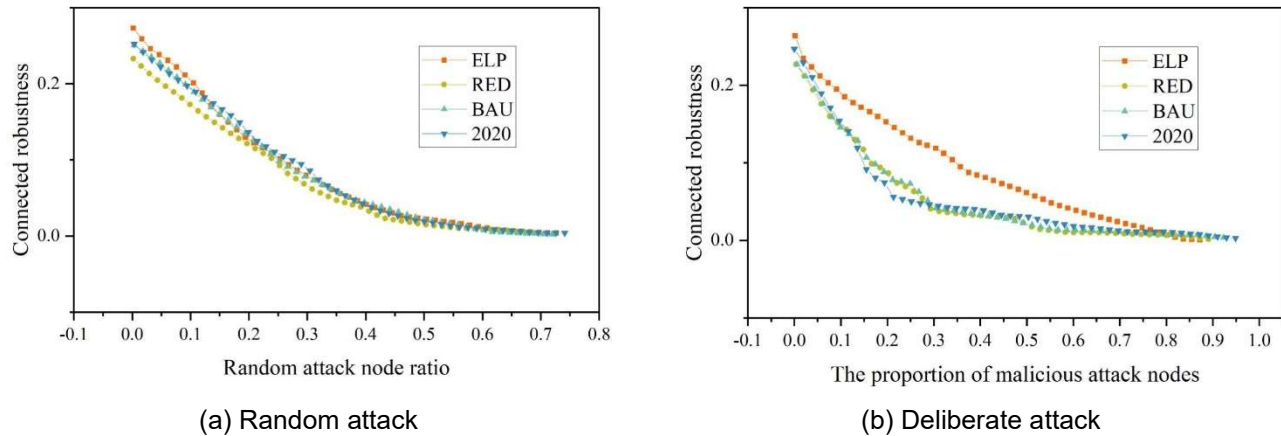 Connected robustness
0.2
0.0
ELP
RED
BAU
2020
-0.1 0.0 0.1 0.2 0.3 0.4 0.5 0.6 0.7 0.8
Random attack node ratio
(a) Random attack
Connected robustness
0.2
0.0
ELP
RED
BAU
2020
-0.1 0.0 0.1 0.2 0.3 0.4 0.5 0.6 0.7 0.8 0.9 1.0
The proportion of malicious attack nodes
(b) Deliberate attack